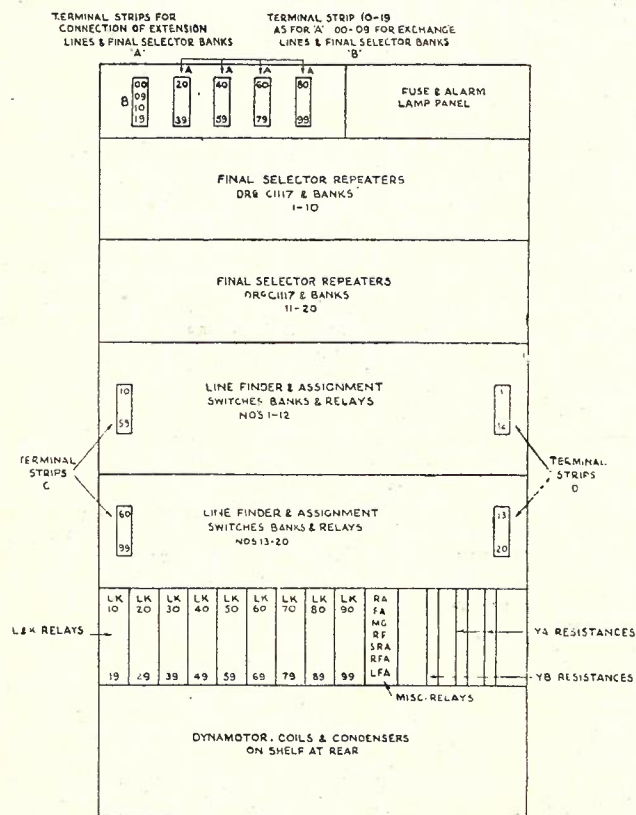 TERMINAL STRIPS FOR
CONNECTION OF EXTENSION
LINES & FINAL SELECTOR BANKS
'A'
TERMINAL STRIP 10-19
AS FOR 'A' 00-09 FOR EXCHANGE
LINES & FINAL SELECTOR BANKS
'B'
A A A A
B
00
09
10
19
20
39
40
59
60
79
80
99
FUSE & ALARM
LAMP PANEL
FINAL SELECTOR REPEATERS
DRG C1117 & BANKS
1-10
FINAL SELECTOR REPEATERS
DRG C1117 & BANKS
11-20
10
59
LINE FINDER & ASSIGNMENT
SWITCHES BANKS & RELAYS
NO'S 1-12
1
12
TERMINAL
STRIPS
C
TERMINAL
STRIPS
D
60
99
LINE FINDER & ASSIGNMENT
SWITCHES BANKS & RELAYS
NOS 13-20
13
20
L&K RELAYS
LK LK LK LK LK LK LK LK LK
10 20 30 40 50 60 70 80 90
19 29 39 49 59 69 79 89 99
RA
FA
MG
RF
SRA
RFA
LFA
YA RESISTANCES
YB RESISTANCES
MISC. RELAYS
DYNAMOTOR. COILS & CONDENSERS
ON SHELF AT REAR